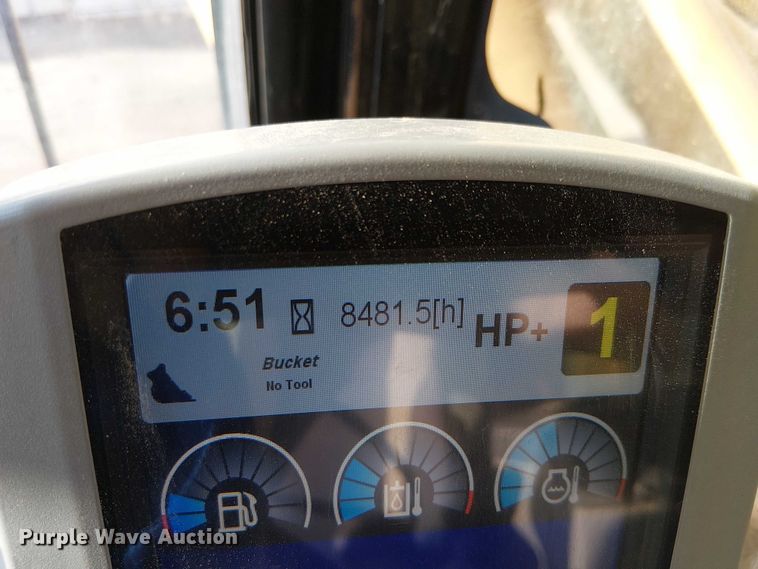 6:51 8481.5[h] HP+ 1
Bucket
No Tool
Purple Wave Auction